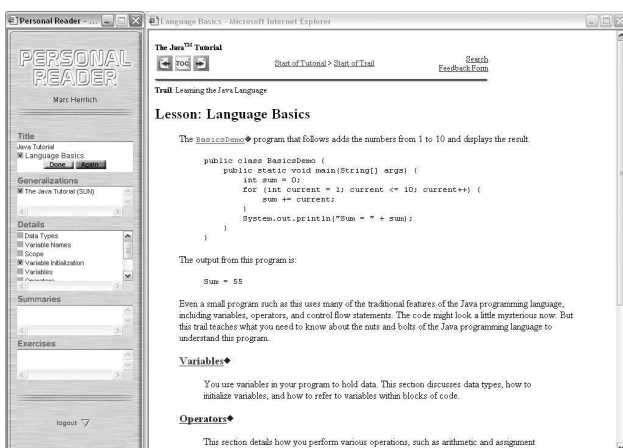 Personal Reader - ...
PERSONAL
READER
Marc Herrlich
Title
Java Tutorial
Language Basics
Done Again
Generalizations
The Java Tutorial (SUN)
Details
Data Types
Variable Names
Scope
Variable Initialization
Variables
Operators
Summaries
Exercises
logout
Language Basics - Microsoft Internet Explorer
The Java™ Tutorial
TOC
Start of Tutorial > Start of Trail
Search
Feedback Form
Trail: Learning the Java Language
Lesson: Language Basics
The BasicsDemo program that follows adds the numbers from 1 to 10 and displays the result.
public class BasicsDemo {
public static void main(String[] args) {
int sum = 0;
for (int current = 1; current <= 10; current++) {
sum += current;
}
System.out.println("Sum = " + sum);
}
}
The output from this program is:
Sum = 55
Even a small program such as this uses many of the traditional features of the Java programming language,
including variables, operators, and control flow statements. The code might look a little mysterious now. But
this trail teaches what you need to know about the nuts and bolts of the Java programming language to
understand this program.
Variables
You use variables in your program to hold data. This section discusses data types, how to
initialize variables, and how to refer to variables within blocks of code.
Operators
This section details how you perform various operations, such as arithmetic and assignment